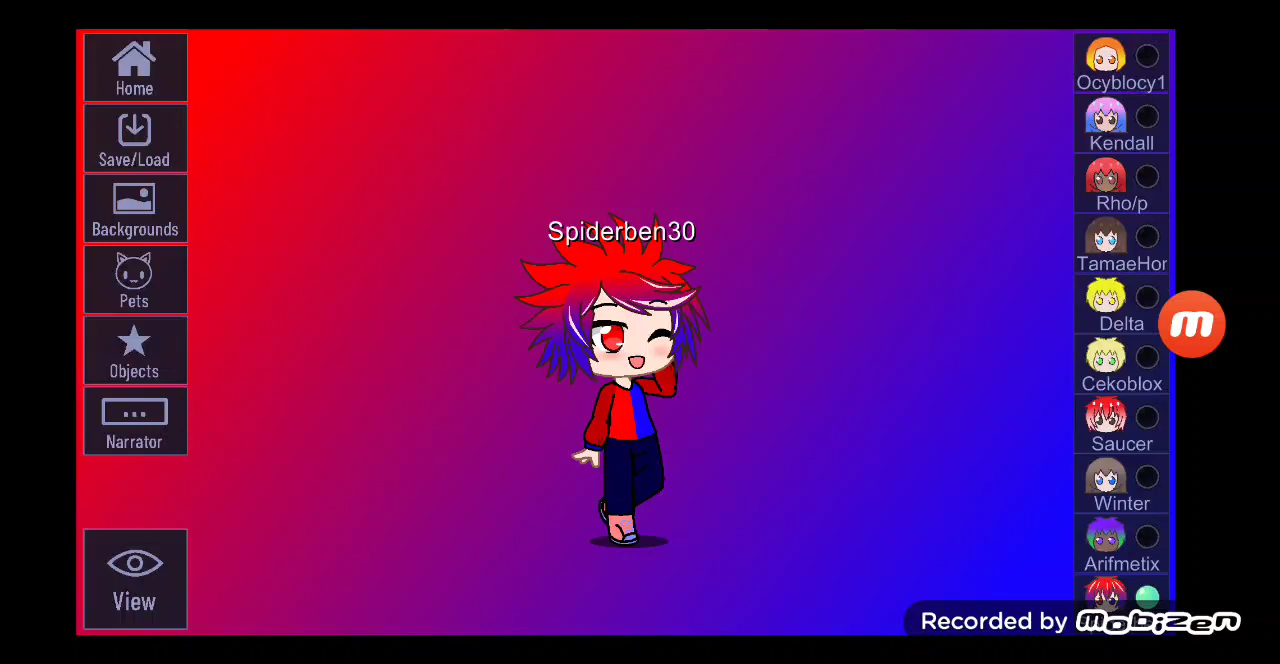 Home
Save/Load
Backgrounds
Pets
Objects
...
Narrator
View
Spiderben30
Ocyblocy1
Kendall
Rho/p
TamaeHor
Delta
Cekoblox
Saucer
Winter
Arifmetix
m
Recorded by mobizen